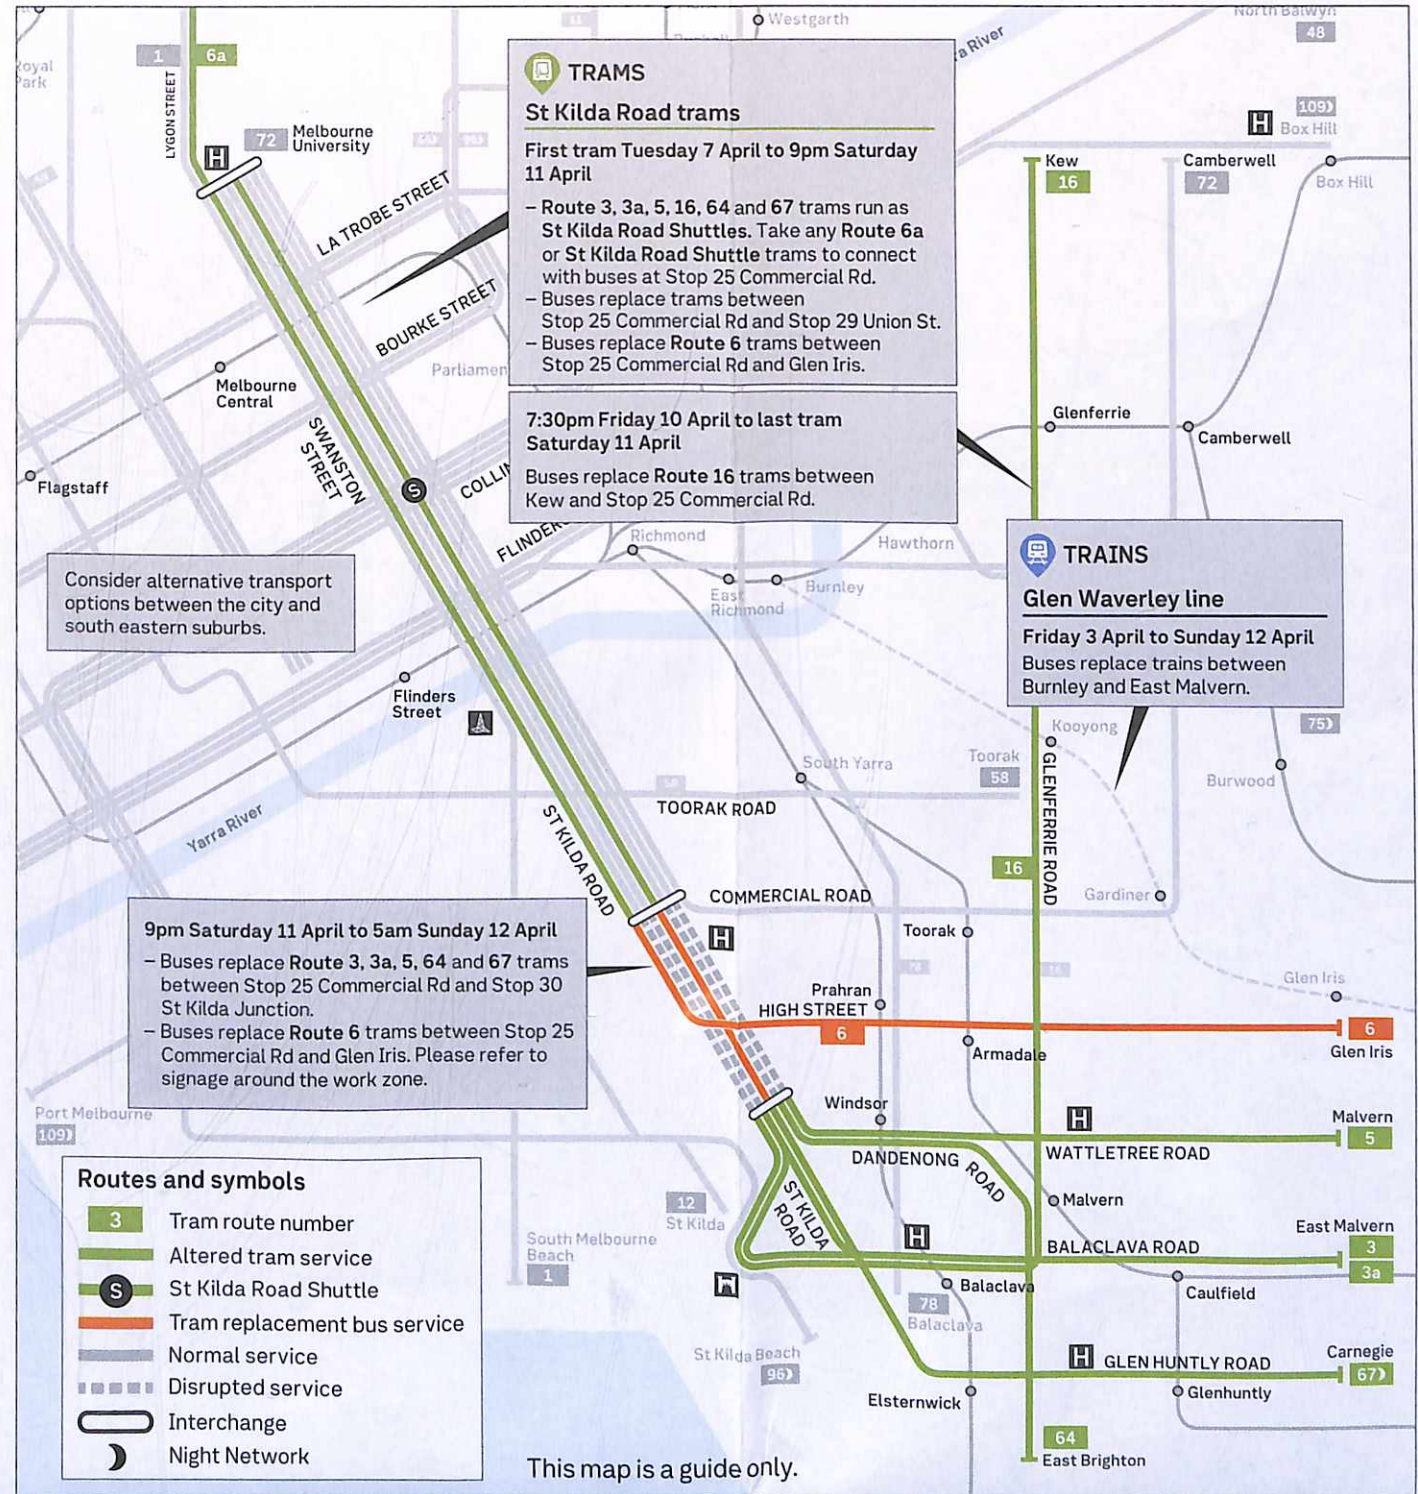 Westgarth
North Balwyn
48
1
6a
LYGON STREET
72
Melbourne
University
TRAMS
St Kilda Road trams
First tram Tuesday 7 April to 9pm Saturday
11 April
– Route 3, 3a, 5, 16, 64 and 67 trams run as
St Kilda Road Shuttles. Take any Route 6a
or St Kilda Road Shuttle trams to connect
with buses at Stop 25 Commercial Rd.
– Buses replace trams between
Stop 25 Commercial Rd and Stop 29 Union St.
– Buses replace Route 6 trams between
Stop 25 Commercial Rd and Glen Iris.
7:30pm Friday 10 April to last tram
Saturday 11 April
Buses replace Route 16 trams between
Kew and Stop 25 Commercial Rd.
109
H
Box Hill
Kew
16
Camberwell
72
Box Hill
H
LA TROBE STREET
BOURKE STREET
Melbourne
Central
SWANSTON
STREET
Flagstaff
S
Glenferrie
Camberwell
Richmond
Hawthorn
East
Richmond
Burnley
Consider alternative transport
options between the city and
south eastern suburbs.
TRAINS
Glen Waverley line
Friday 3 April to Sunday 12 April
Buses replace trains between
Burnley and East Malvern.
Flinders
Street
Kooyong
75
Toorak
58
South Yarra
Burwood
58
TOORAK ROAD
GLENFERRIE ROAD
Yarra River
ST KILDA ROAD
16
COMMERCIAL ROAD
Gardiner
9pm Saturday 11 April to 5am Sunday 12 April
– Buses replace Route 3, 3a, 5, 64 and 67 trams
between Stop 25 Commercial Rd and Stop 30
St Kilda Junction.
– Buses replace Route 6 trams between Stop 25
Commercial Rd and Glen Iris. Please refer to
signage around the work zone.
H
Toorak
Glen Iris
Prahran
HIGH STREET
6
6
Glen Iris
Armadale
Port Melbourne
109
Windsor
H
Malvern
5
WATTLETREE ROAD
DANDENONG ROAD
ST KILDA
ROAD
Malvern
12
St Kilda
South Melbourne
Beach
1
H
East Malvern
3
3a
BALACLAVA ROAD
Balaclava
Caulfield
78
Balaclava
St Kilda Beach
96
H
GLEN HUNTLY ROAD
Carnegie
67
Elsternwick
Glenhuntly
64
East Brighton
Routes and symbols
3 Tram route number
Altered tram service
S St Kilda Road Shuttle
Tram replacement bus service
Normal service
Disrupted service
Interchange
Night Network
This map is a guide only.